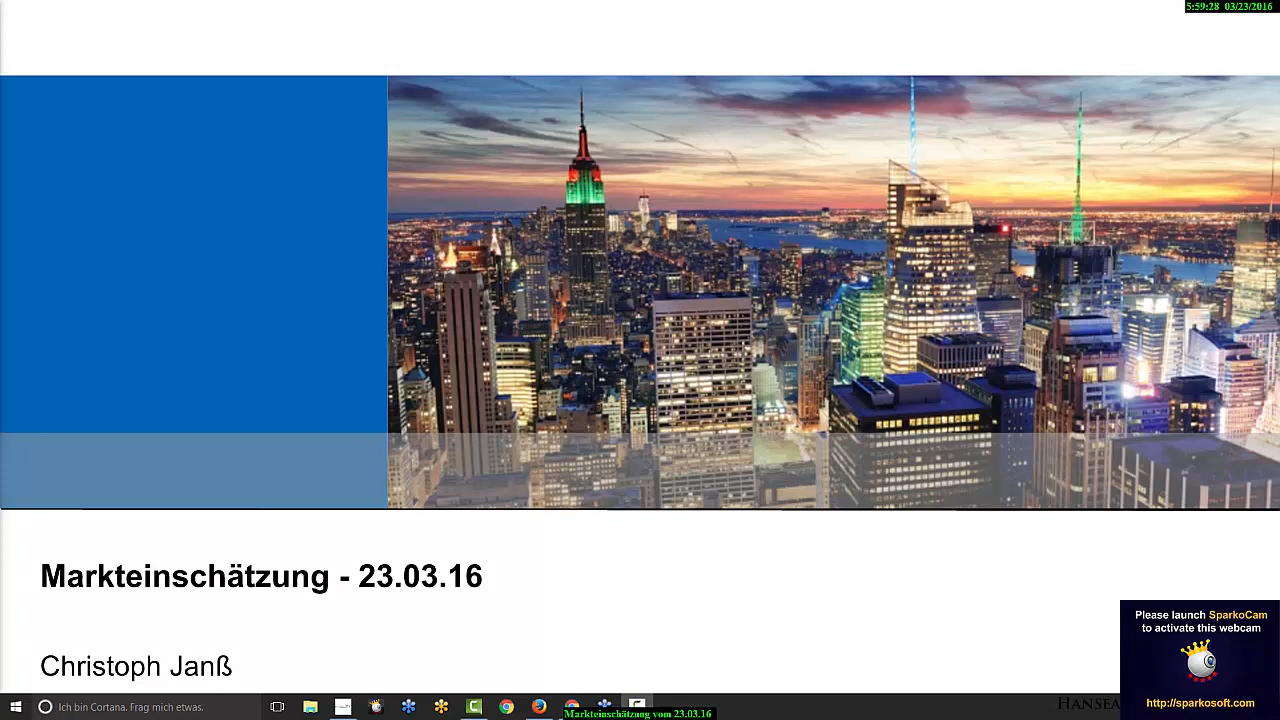 5:59:28 03/23/2016
Markteinschätzung - 23.03.16
Christoph Janß
Please launch SparkoCam
to activate this webcam
http://sparkosoft.com
Ich bin Cortana. Frag mich etwas.
Markteinschätzung vom 23.03.16